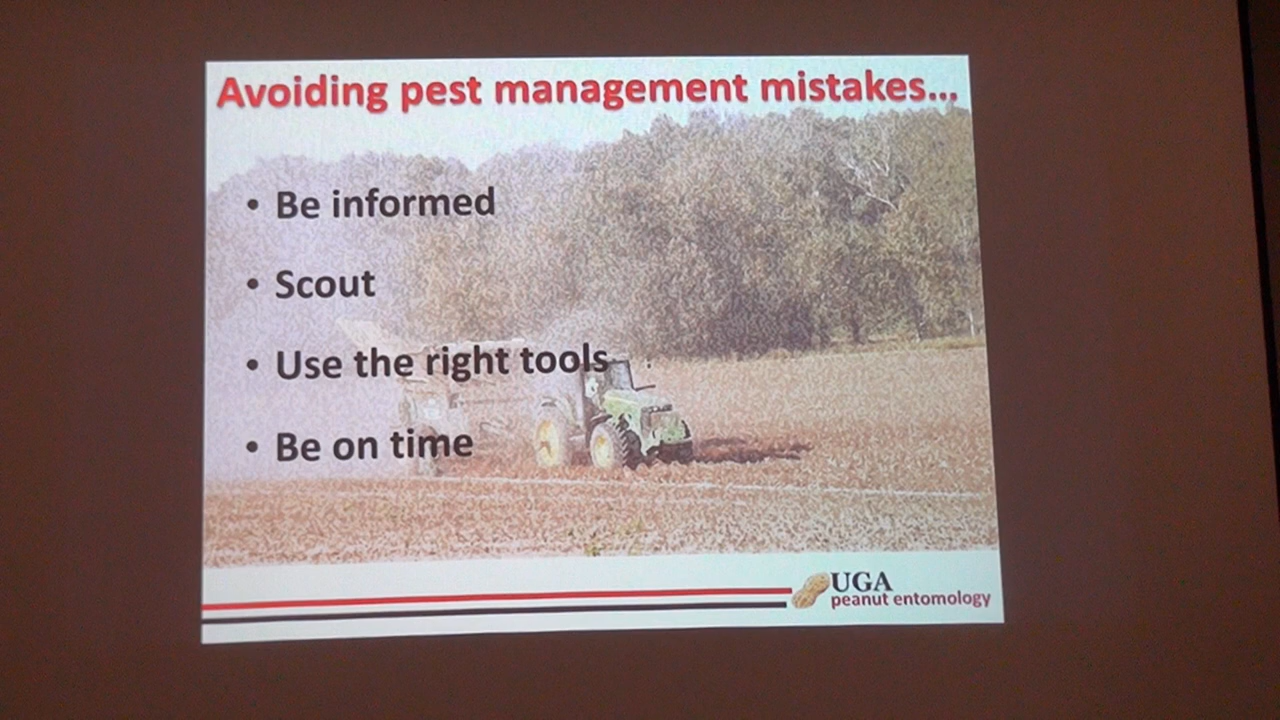 Avoiding pest management mistakes...
• Be informed
• Scout
• Use the right tools
• Be on time
UGA
peanut entomology